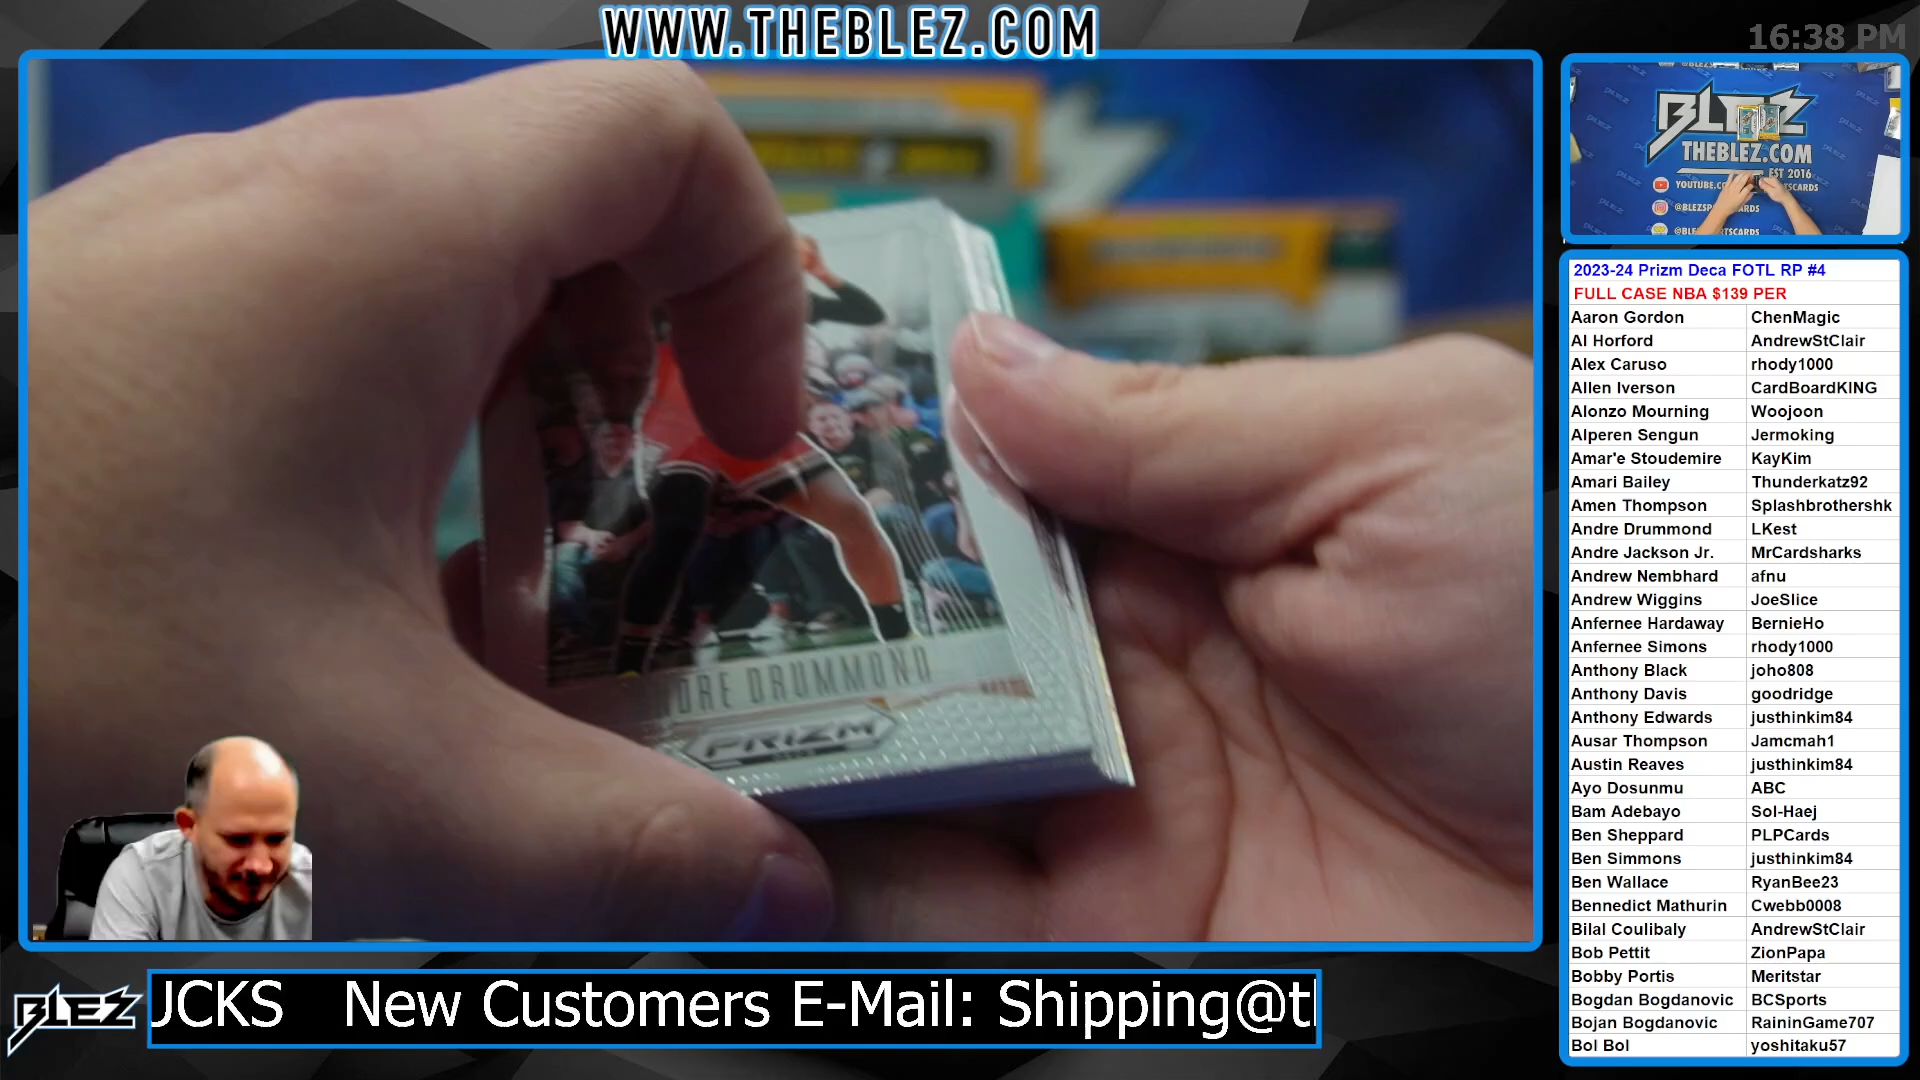 WWW.THEBLEZ.COM
16:38 PM
BLEZ
THEBLEZ.COM
EST 2016
2023-24 Prizm Deca FOTL RP #4
FULL CASE NBA $139 PER
Aaron Gordon ChenMagic
Al Horford AndrewStClair
Alex Caruso rhody1000
Allen Iverson CardBoardKING
Alonzo Mourning Woojoon
Alperen Sengun Jermoking
Amar'e Stoudemire KayKim
Amari Bailey Thunderkatz92
Amen Thompson Splashbrothershk
Andre Drummond LKest
Andre Jackson Jr. MrCardsharks
Andrew Nembhard afnu
Andrew Wiggins JoeSlice
Anfernee Hardaway BernieHo
Anfernee Simons rhody1000
Anthony Black joho808
Anthony Davis goodridge
Anthony Edwards justhinkim84
Ausar Thompson Jamcmah1
Austin Reaves justhinkim84
Ayo Dosunmu ABC
Bam Adebayo Sol-Haej
Ben Sheppard PLPCards
Ben Simmons justhinkim84
Ben Wallace RyanBee23
Bennedict Mathurin Cwebb0008
Bilal Coulibaly AndrewStClair
Bob Pettit ZionPapa
Bobby Portis Meritstar
Bogdan Bogdanovic BCSports
Bojan Bogdanovic RaininGame707
Bol Bol yoshitaku57
DRE DRUMMOND
PRIZM
BLEZ
JCKS New Customers E-Mail: Shipping@t